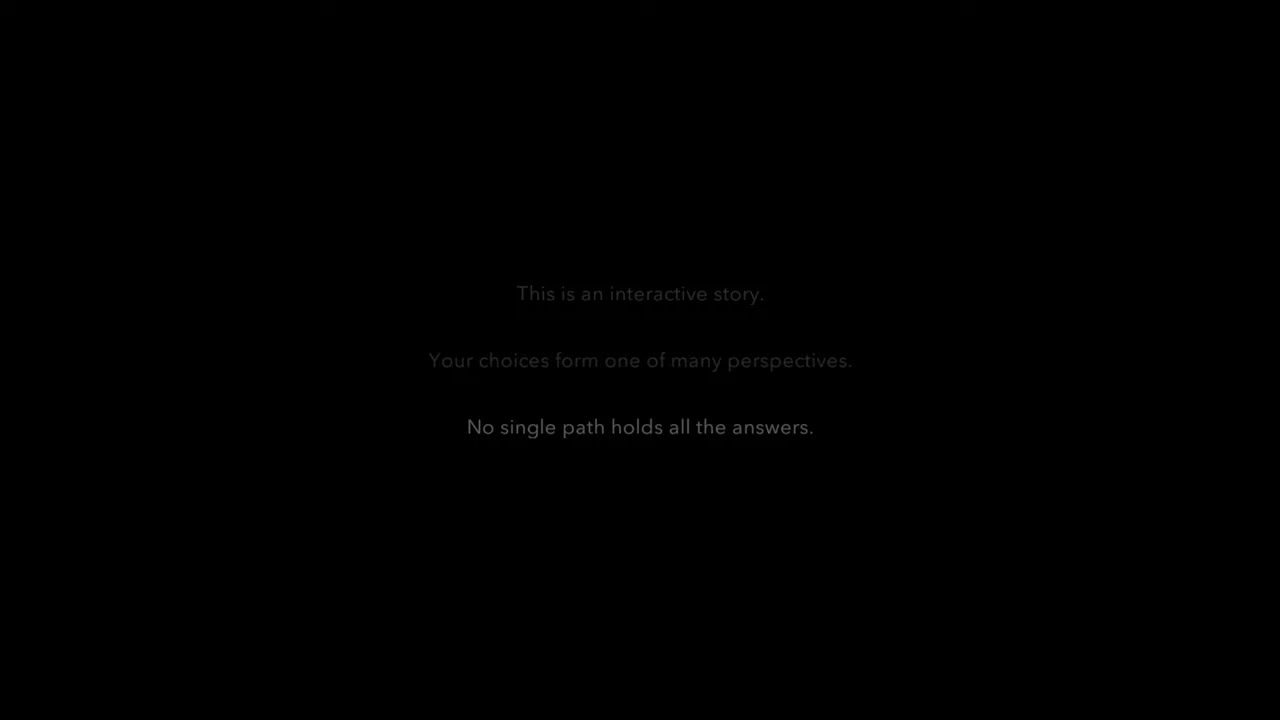 This is an interactive story.
Your choices form one of many perspectives.
No single path holds all the answers.